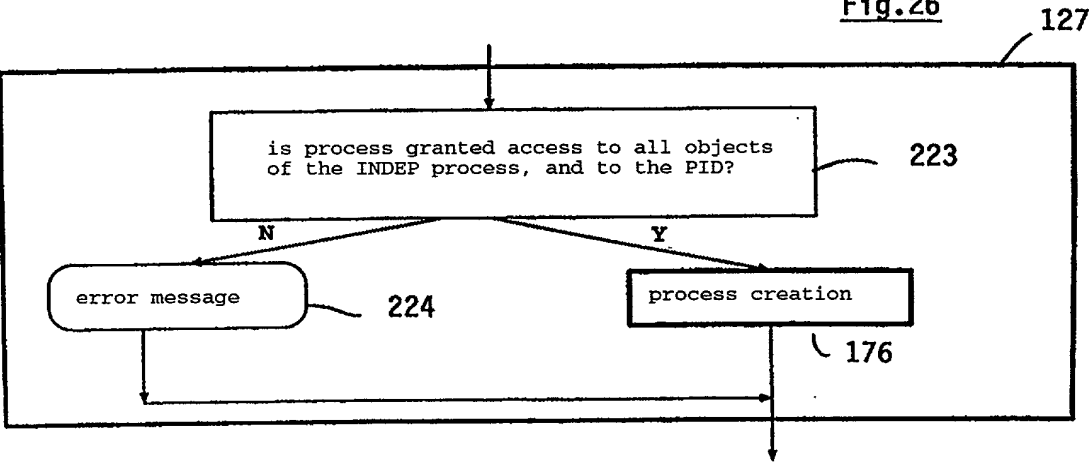 Fig.26
127
is process granted access to all objects
of the INDEP process, and to the PID?
223
N
Y
error message
224
process creation
176